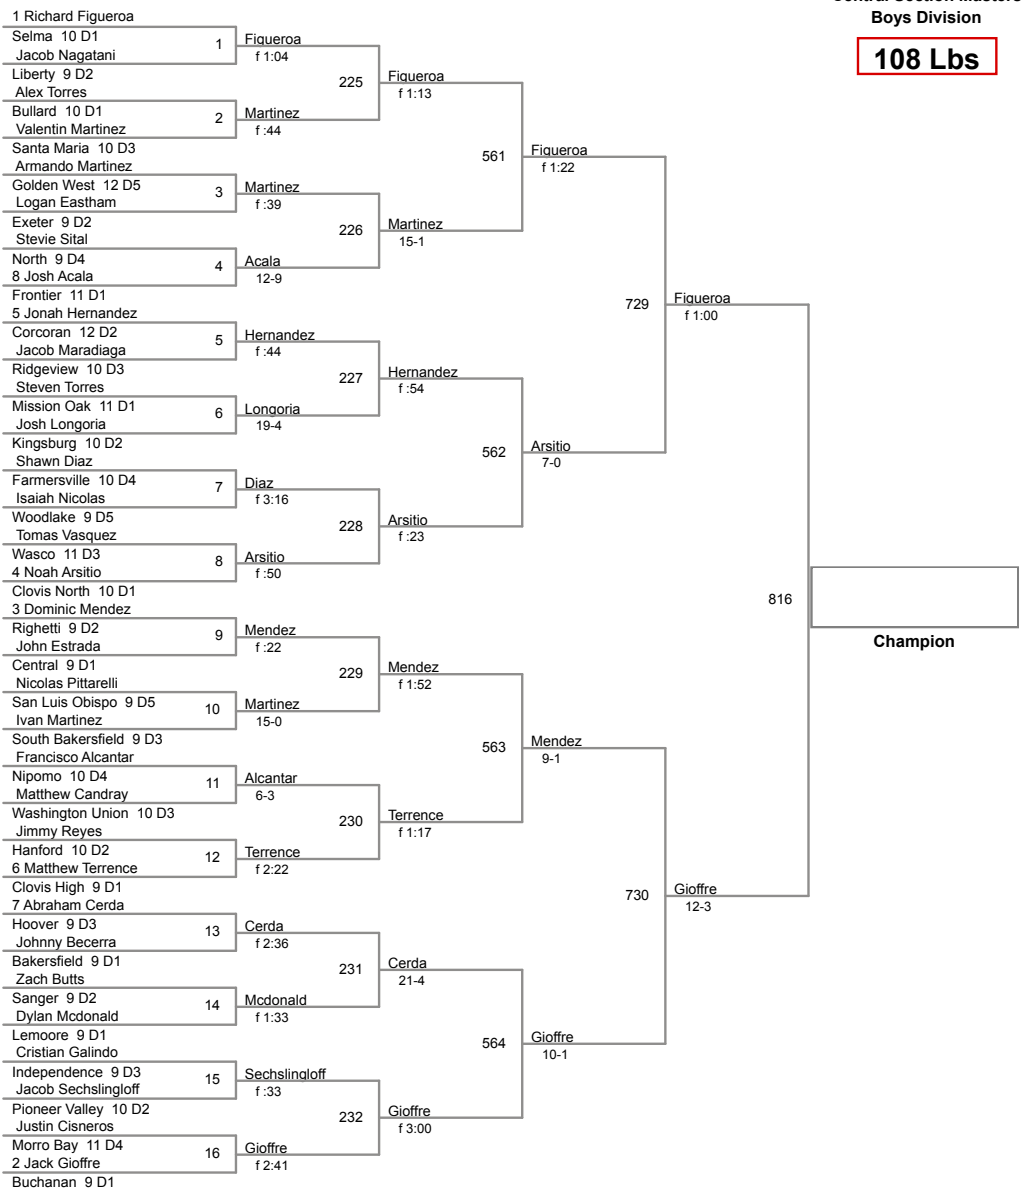 Central Section Masters
Boys Division
108 Lbs
1 Richard Figueroa
Selma 10 D1
Jacob Nagatani
Liberty 9 D2
Alex Torres
Bullard 10 D1
Valentin Martinez
Santa Maria 10 D3
Armando Martinez
Golden West 12 D5
Logan Eastham
Exeter 9 D2
Stevie Sital
North 9 D4
8 Josh Acala
Frontier 11 D1
5 Jonah Hernandez
Corcoran 12 D2
Jacob Maradiaga
Ridgeview 10 D3
Steven Torres
Mission Oak 11 D1
Josh Longoria
Kingsburg 10 D2
Shawn Diaz
Farmersville 10 D4
Isaiah Nicolas
Woodlake 9 D5
Tomas Vasquez
Wasco 11 D3
4 Noah Arsitio
Clovis North 10 D1
3 Dominic Mendez
Righetti 9 D2
John Estrada
Central 9 D1
Nicolas Pittarelli
San Luis Obispo 9 D5
Ivan Martinez
South Bakersfield 9 D3
Francisco Alcantar
Nipomo 10 D4
Matthew Candray
Washington Union 10 D3
Jimmy Reyes
Hanford 10 D2
6 Matthew Terrence
Clovis High 9 D1
7 Abraham Cerda
Hoover 9 D3
Johnny Becerra
Bakersfield 9 D1
Zach Butts
Sanger 9 D2
Dylan Mcdonald
Lemoore 9 D1
Cristian Galindo
Independence 9 D3
Jacob Sechslingloff
Pioneer Valley 10 D2
Justin Cisneros
Morro Bay 11 D4
2 Jack Gioffre
Buchanan 9 D1
1
Figueroa
f 1:04
2
Martinez
f :44
3
Martinez
f :39
4
Acala
12-9
5
Hernandez
f :44
6
Longoria
19-4
7
Diaz
f 3:16
8
Arsitio
f :50
9
Mendez
f :22
10
Martinez
15-0
11
Alcantar
6-3
12
Terrence
f 2:22
13
Cerda
f 2:36
14
Mcdonald
f 1:33
15
Sechslingloff
f :33
16
Gioffre
f 2:41
225
Figueroa
f 1:13
226
Martinez
15-1
227
Hernandez
f :54
228
Arsitio
f :23
229
Mendez
f 1:52
230
Terrence
f 1:17
231
Cerda
21-4
232
Gioffre
f 3:00
561
Figueroa
f 1:22
562
Arsitio
7-0
563
Mendez
9-1
564
Gioffre
10-1
729
Figueroa
f 1:00
730
Gioffre
12-3
816
Champion